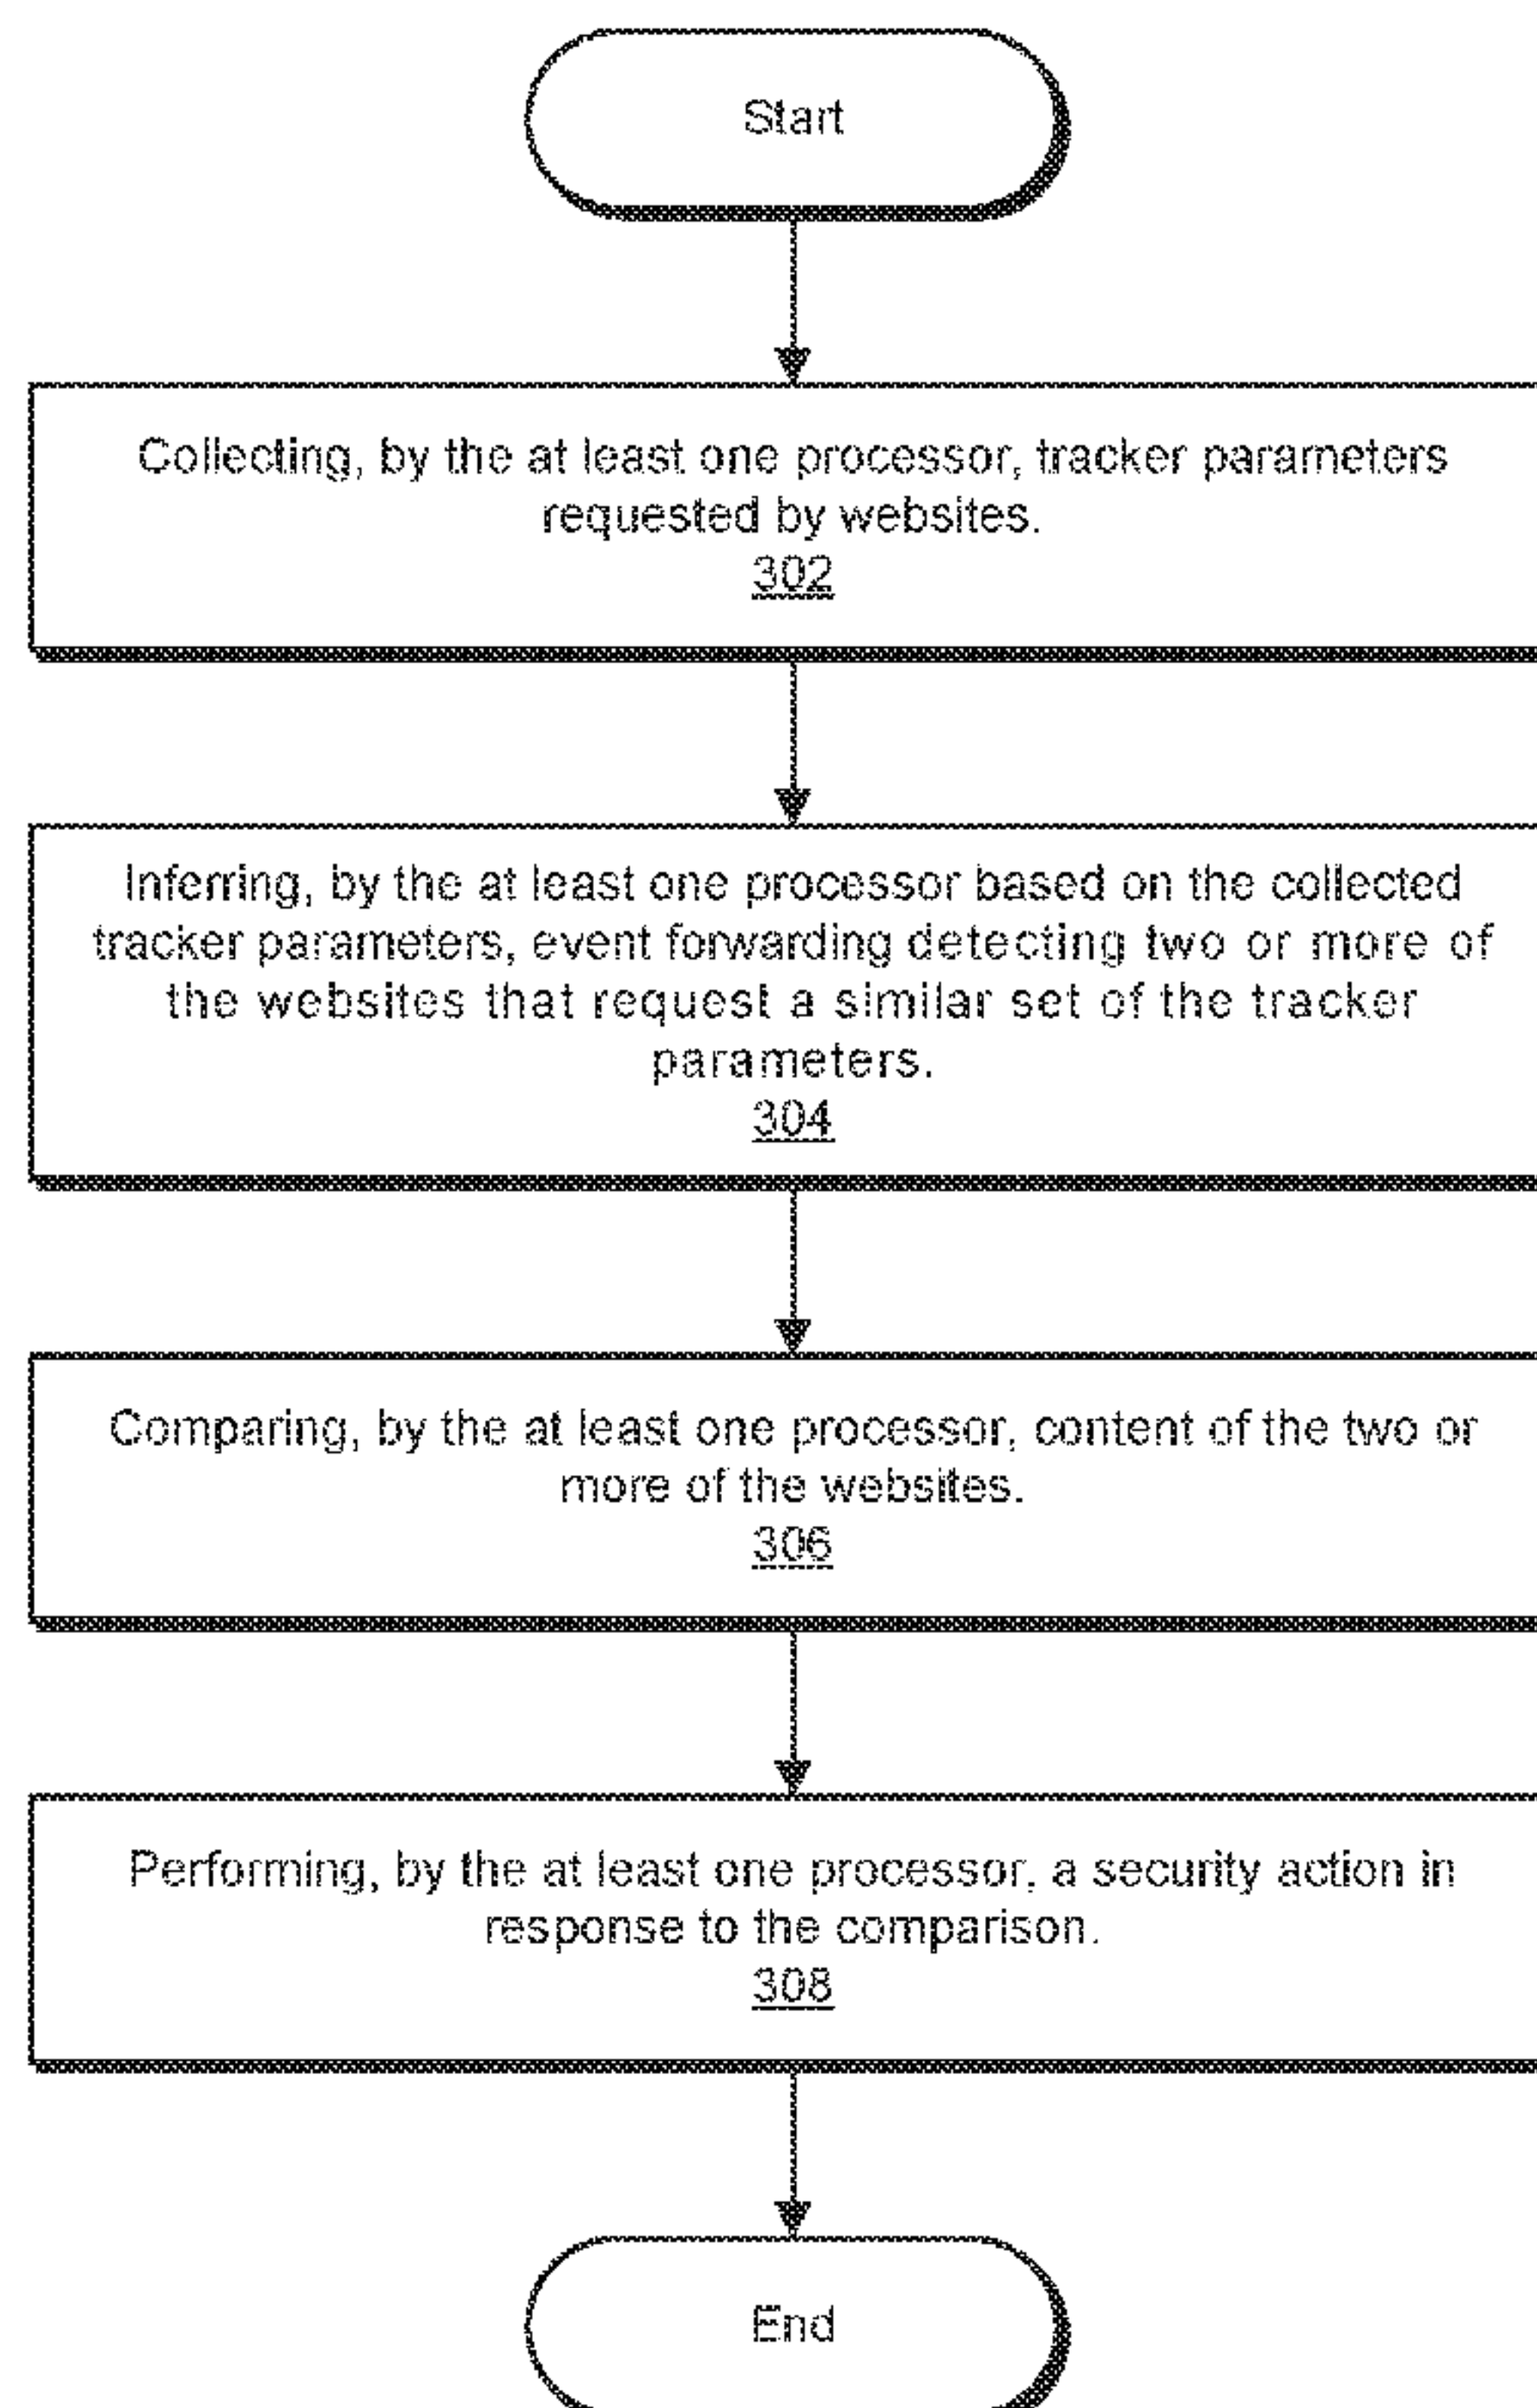 Start
Collecting, by the at least one processor, tracker parameters
requested by websites.
302
Inferring, by the at least one processor based on the collected
tracker parameters, event forwarding detecting two or more of
the websites that request a similar set of the tracker
parameters.
304
Comparing, by the at least one processor, content of the two or
more of the websites.
306
Performing, by the at least one processor, a security action in
response to the comparison.
308
End